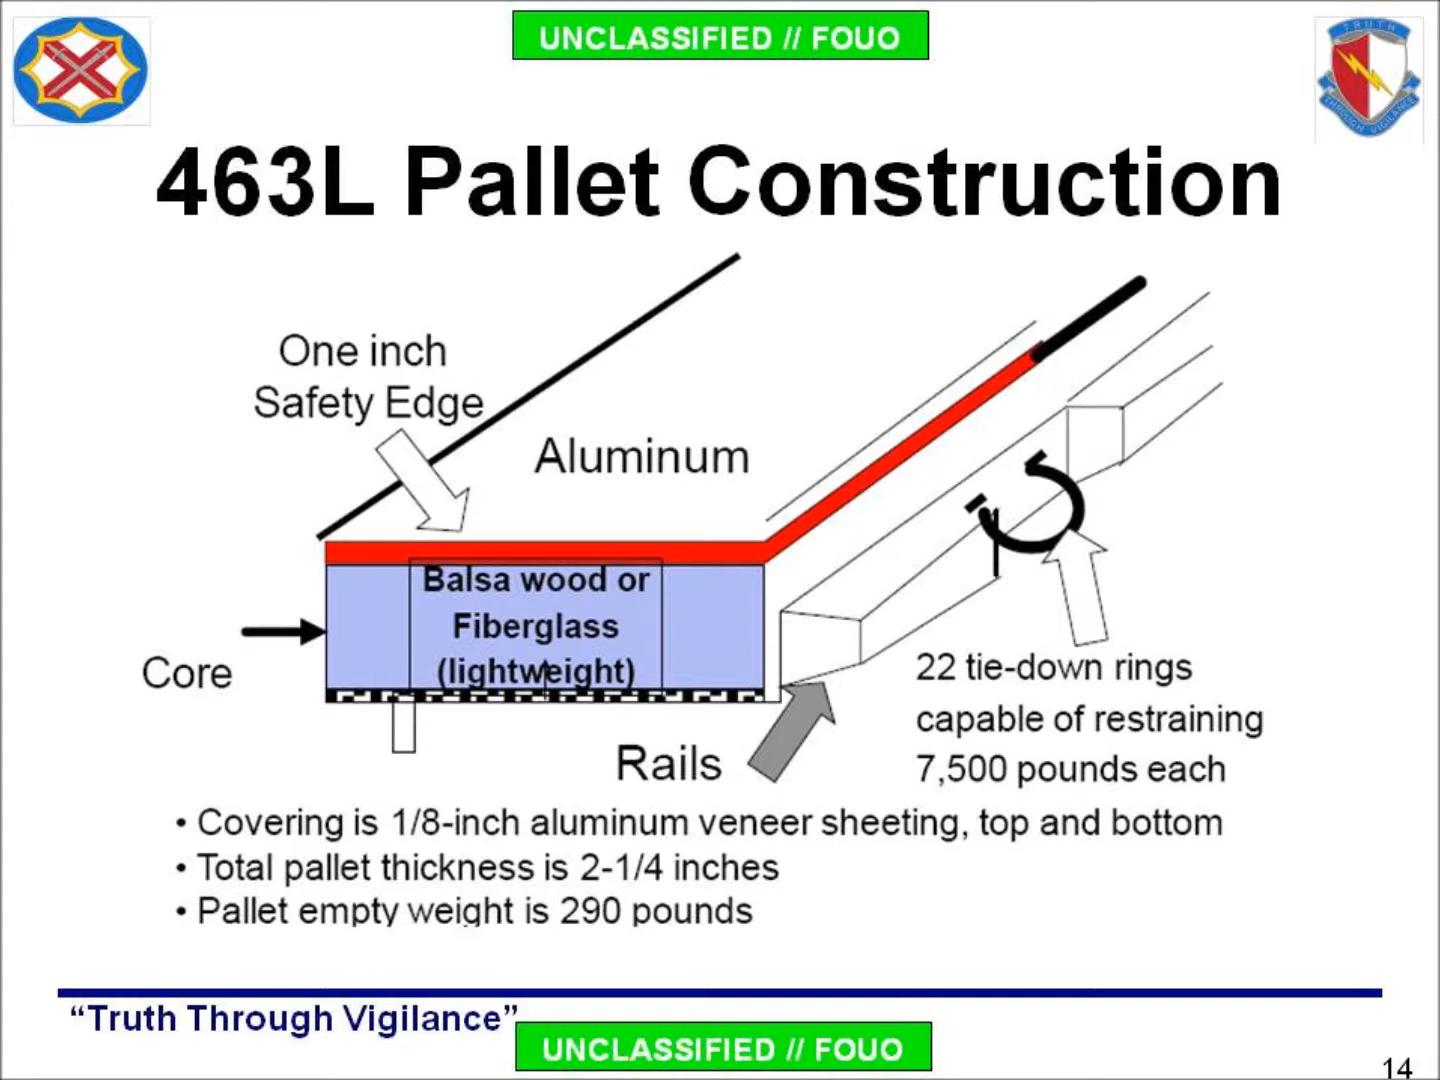 UNCLASSIFIED // FOUO
TRUTH
THROUGH VIGILANCE
463L Pallet Construction
One inch
Safety Edge
Aluminum
Balsa wood or
Fiberglass
(lightweight)
Core
22 tie-down rings
capable of restraining
7,500 pounds each
Rails
• Covering is 1/8-inch aluminum veneer sheeting, top and bottom
• Total pallet thickness is 2-1/4 inches
• Pallet empty weight is 290 pounds
“Truth Through Vigilance”
UNCLASSIFIED // FOUO
14